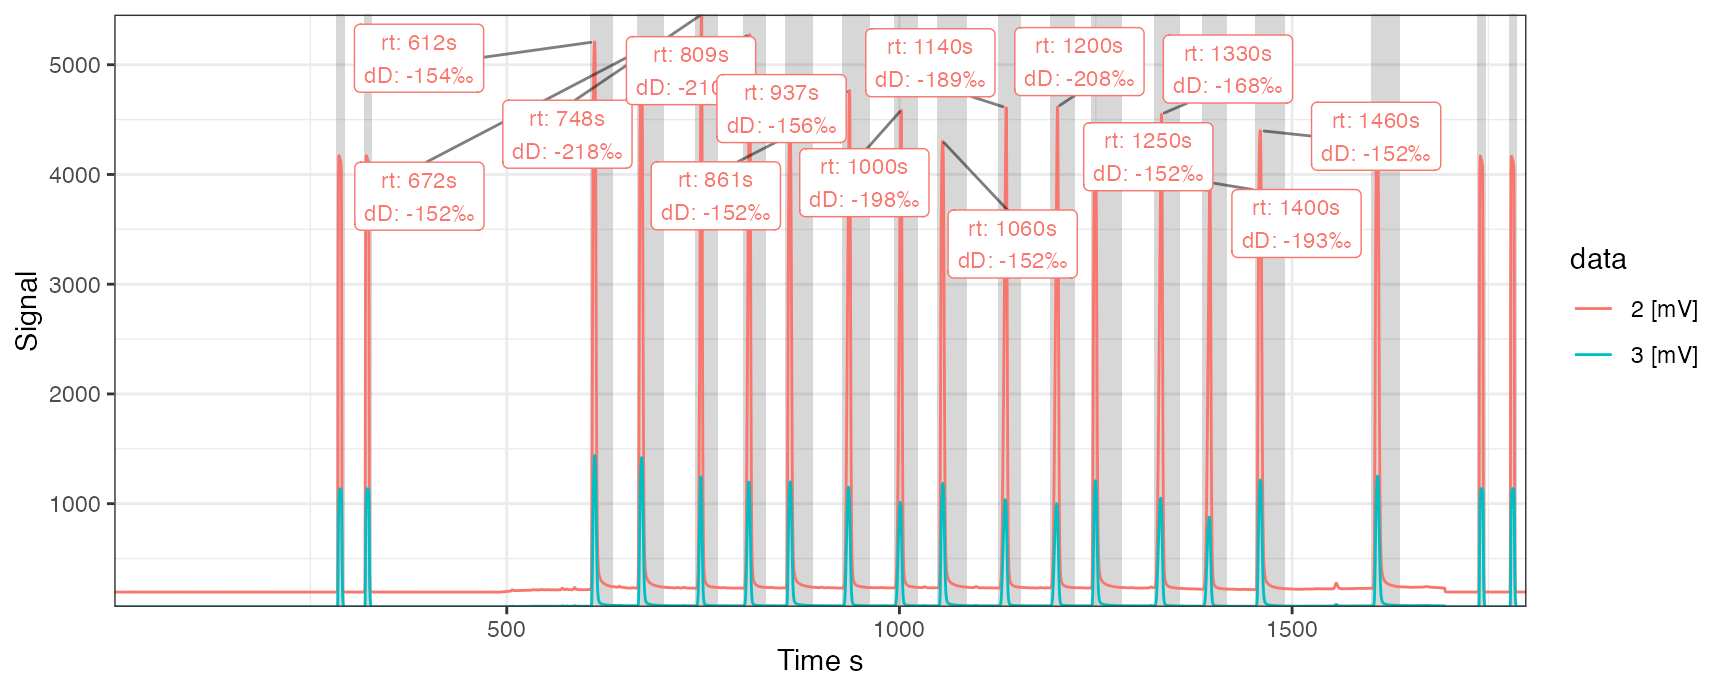 rt: 612s
dD: -154‰
rt: 672s
dD: -152‰
rt: 748s
dD: -218‰
rt: 809s
dD: -210
rt: 861s
dD: -152‰
rt: 937s
dD: -156‰
rt: 1000s
dD: -198‰
rt: 1060s
dD: -152‰
rt: 1140s
dD: -189‰
rt: 1200s
dD: -208‰
rt: 1250s
dD: -152‰
rt: 1330s
dD: -168‰
rt: 1400s
dD: -193‰
rt: 1460s
dD: -152‰
5000
4000
3000
2000
1000
Signal
500
1000
1500
Time s
data
2 [mV]
3 [mV]